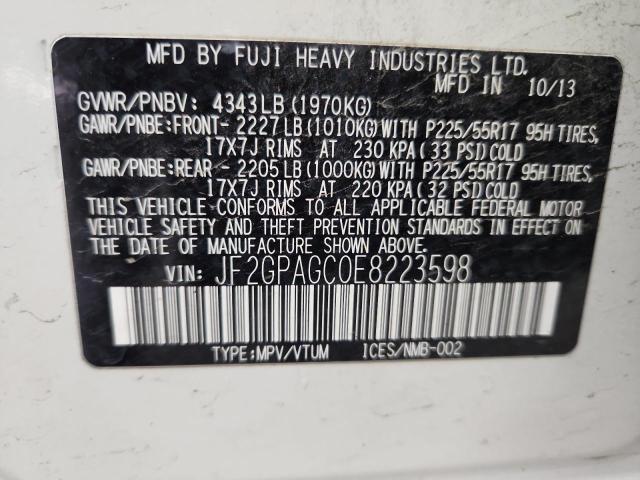 MFD BY FUJI HEAVY INDUSTRIES LTD.
MFD IN 10/13
GVWR/PNBV: 4343LB (1970KG)
GAWR/PNBE:FRONT- 2227LB (1010KG) WITH P225/55R17 95H TIRES,
17X7J RIMS AT 230 KPA (33 PSI) COLD
GAWR/PNBE:REAR - 2205LB (1000KG) WITH P225/55R17 95H TIRES,
17X7J RIMS AT 220 KPA (32 PSI) COLD
THIS VEHICLE CONFORMS TO ALL APPLICABLE FEDERAL MOTOR
VEHICLE SAFETY AND THEFT PREVENTION STANDARDS IN EFFECT ON
THE DATE OF MANUFACTURE SHOWN ABOVE.
VIN: JF2GPAGC0E8223598
TYPE:MPV/VTUM ICES/NMB-002